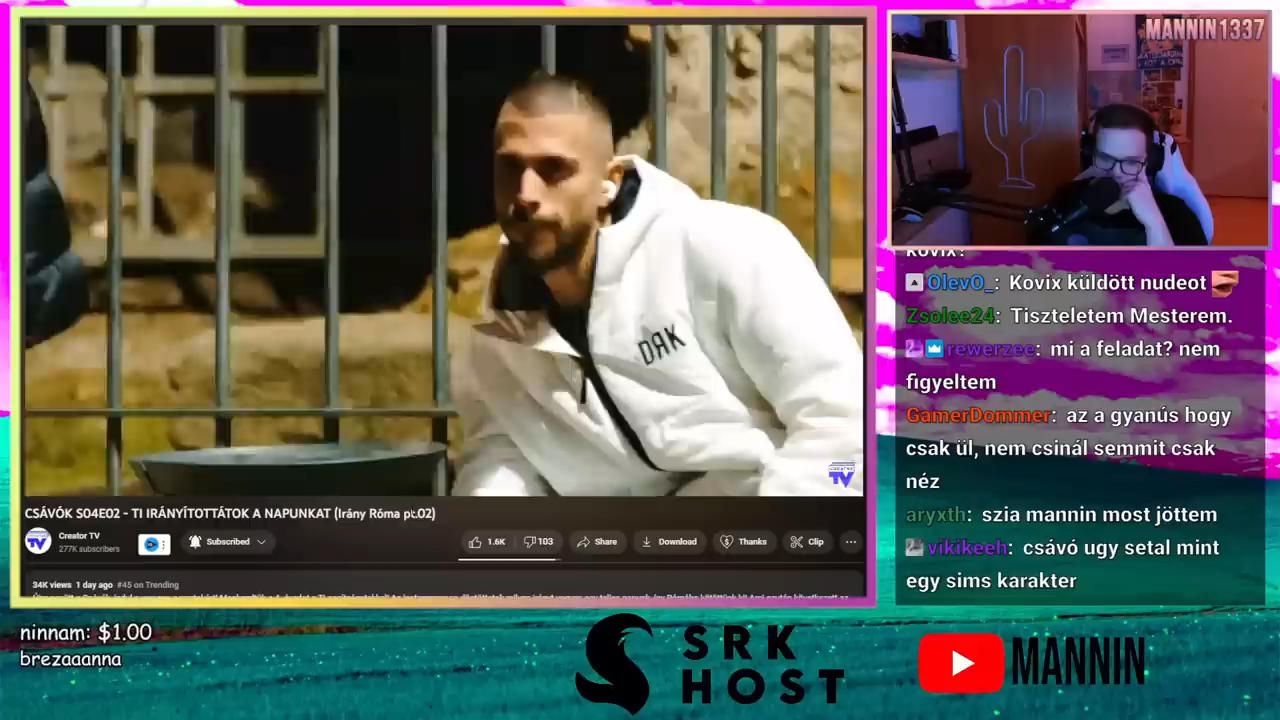 MANNIN1337
DAK
CREATOR
TV
CSÁVÓK S04E02 - TI IRÁNYÍTOTTÁTOK A NAPUNKAT (Irány Róma pt.02)
Creator TV
277K subscribers
Subscribed
1.6K
103
Share
Download
Thanks
Clip
34K views 1 day ago #45 on Trending
Kovix?
OlevO_: Kovix küldött nudeot
Zsolee24: Tiszteletem Mesterem.
rewerzee: mi a feladat? nem
figyeltem
GamerDommer: az a gyanús hogy
csak ül, nem csinál semmit csak
néz
aryxth: szia mannin most jöttem
vikikeeh: csávó ugy setal mint
egy sims karakter
ninnam: $1.00
brezaaanna
SRK
HOST
MANNIN